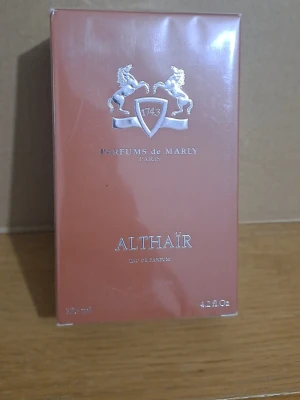 1743
PARFUMS de MARLY
PARIS
ALTHAÏR
EAU DE PARFUM
4.2 fl Oz